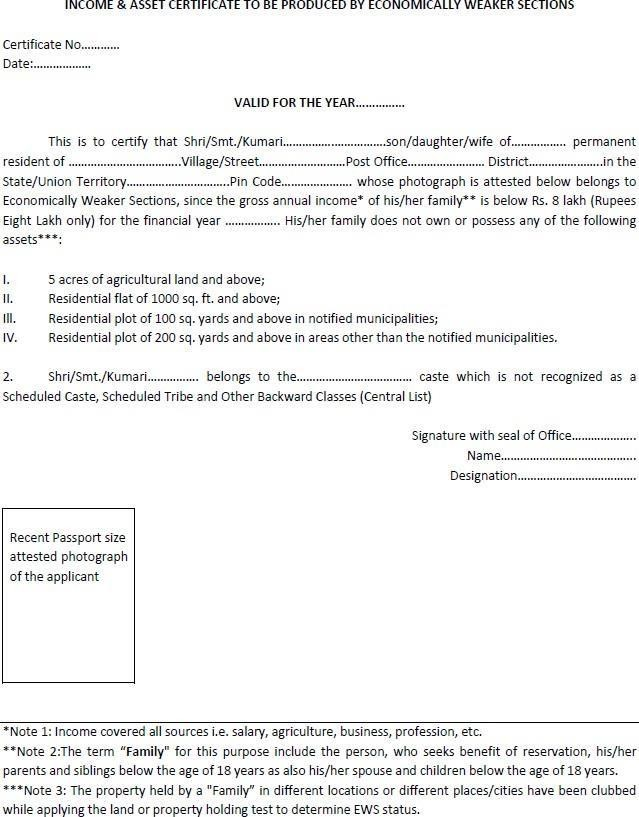 INCOME & ASSET CERTIFICATE TO BE PRODUCED BY ECONOMICALLY WEAKER SECTIONS
Certificate No............
Date:..................
VALID FOR THE YEAR...............
This is to certify that Shri/Smt./Kumari................................son/daughter/wife of................. permanent
resident of ...................................Village/Street...........................Post Office........................ District.......................in the
State/Union Territory................................Pin Code...................... whose photograph is attested below belongs to
Economically Weaker Sections, since the gross annual income* of his/her family** is below Rs. 8 lakh (Rupees
Eight Lakh only) for the financial year ................. His/her family does not own or possess any of the following
assets***:
I. 5 acres of agricultural land and above;
II. Residential flat of 1000 sq. ft. and above;
III. Residential plot of 100 sq. yards and above in notified municipalities;
IV. Residential plot of 200 sq. yards and above in areas other than the notified municipalities.
2. Shri/Smt./Kumari................ belongs to the.................................... caste which is not recognized as a
Scheduled Caste, Scheduled Tribe and Other Backward Classes (Central List)
Signature with seal of Office....................
Name..........................................
Designation.....................................
Recent Passport size
attested photograph
of the applicant
*Note 1: Income covered all sources i.e. salary, agriculture, business, profession, etc.
**Note 2:The term “Family" for this purpose include the person, who seeks benefit of reservation, his/her
parents and siblings below the age of 18 years as also his/her spouse and children below the age of 18 years.
***Note 3: The property held by a "Family” in different locations or different places/cities have been clubbed
while applying the land or property holding test to determine EWS status.